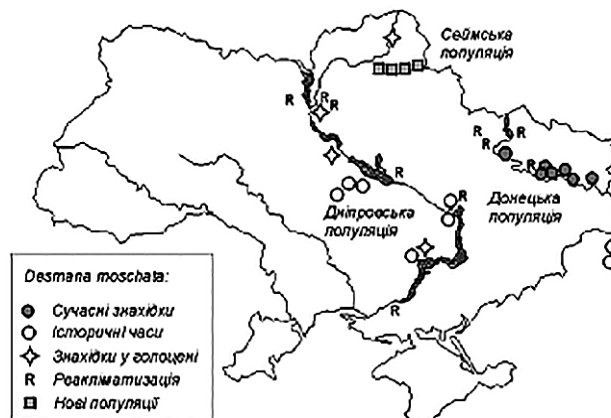 Сеймська
популяція
R
R R
R
R
R
R
R
R
Дніпровська
популяція
Донецька
популяція
R
Desmana moschata:
Сучасні знахідки
Історичні часи
Знахідки у голоцені
R Реакліматизація
Нові популяції